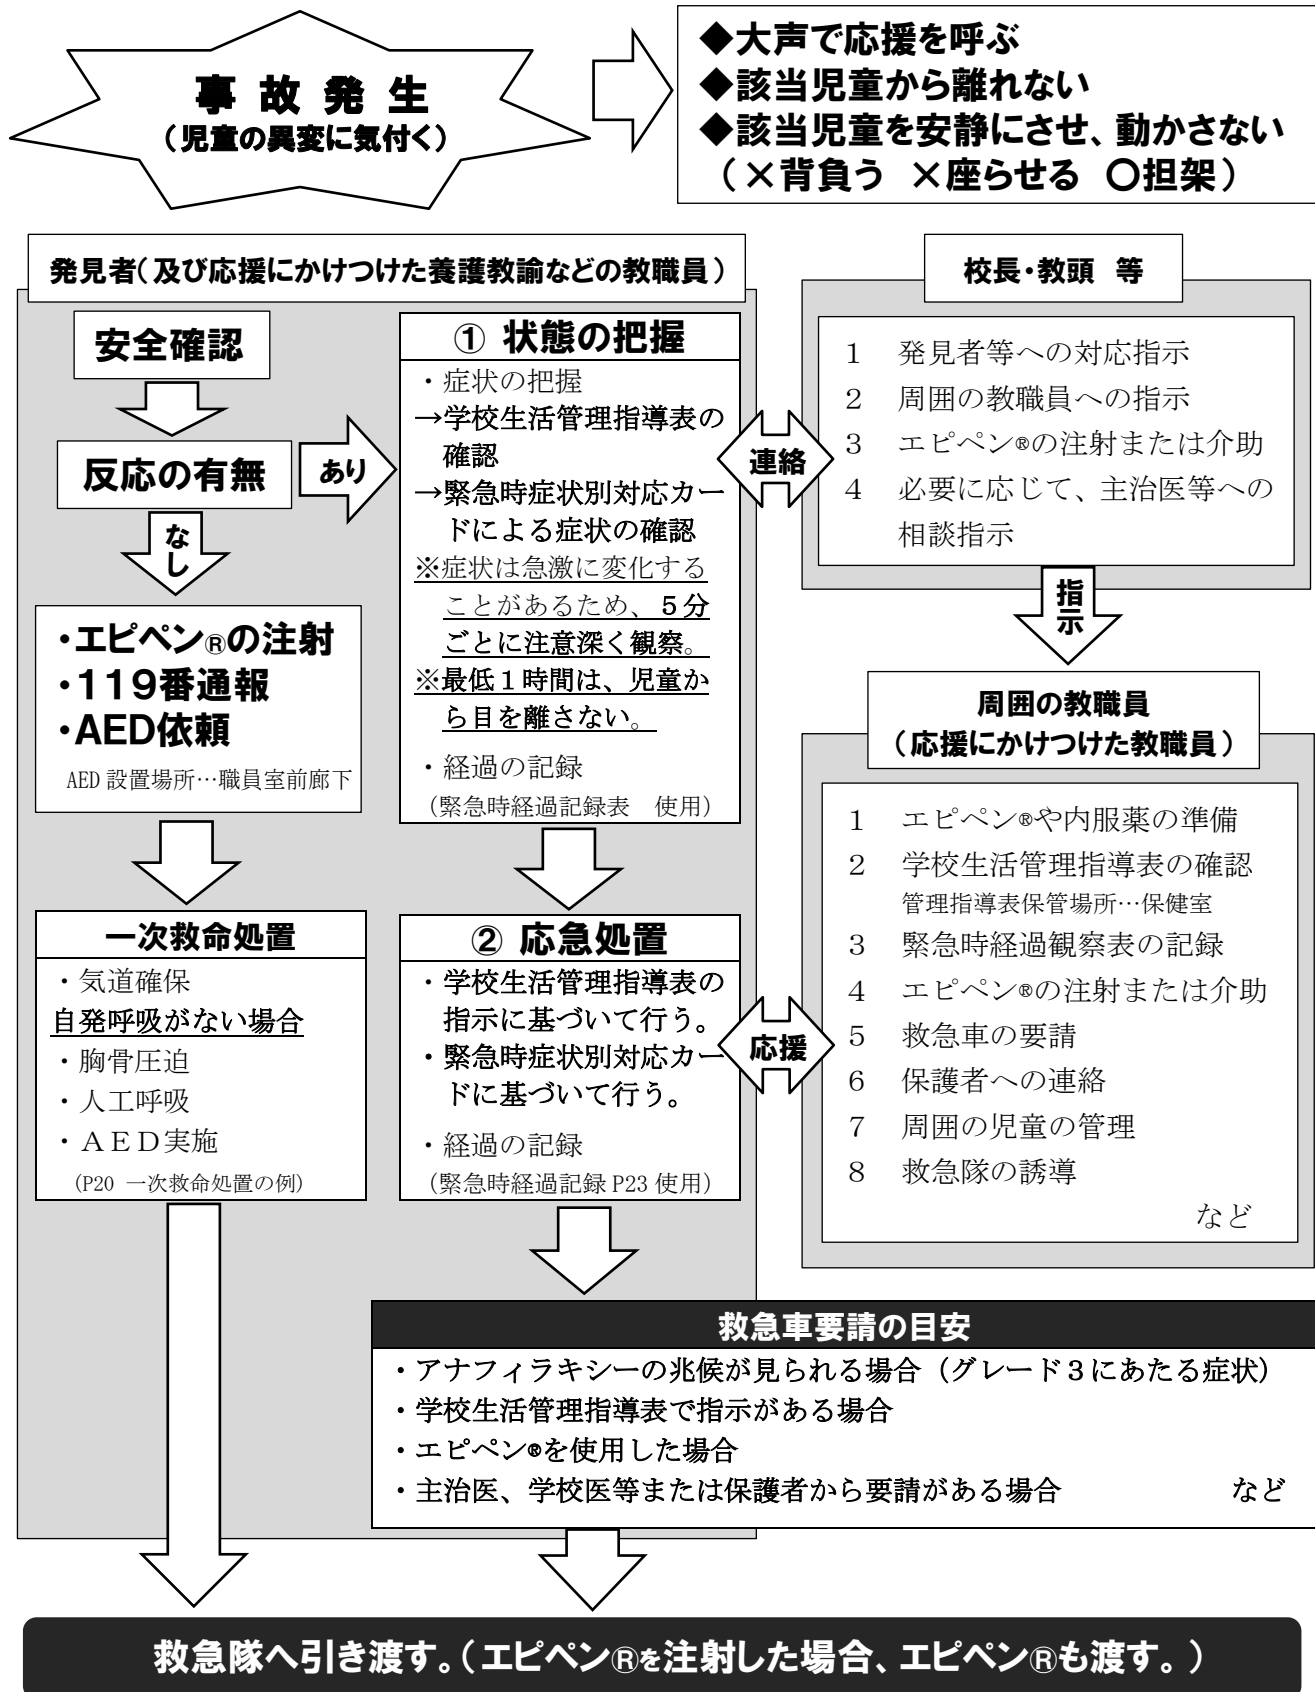 事故発生
（児童の異変に気付く）
◆大声で応援を呼ぶ
◆該当児童から離れない
◆該当児童を安静にさせ、動かさない
（×背負う　×座らせる　〇担架）
発見者（及び応援にかけつけた養護教諭などの教職員）
安全確認
反応の有無
あり
なし
・エピペン®の注射
・119番通報
・AED依頼
AED 設置場所…職員室前廊下
一次救命処置
・気道確保
自発呼吸がない場合
・胸骨圧迫
・人工呼吸
・ＡＥＤ実施
（P20 一次救命処置の例）
① 状態の把握
・症状の把握
→学校生活管理指導表の
確認
→緊急時症状別対応カー
ドによる症状の確認
※症状は急激に変化する
ことがあるため、５分
ごとに注意深く観察。
※最低１時間は、児童か
ら目を離さない。
・経過の記録
（緊急時経過記録表　使用）
② 応急処置
・学校生活管理指導表の
指示に基づいて行う。
・緊急時症状別対応カー
ドに基づいて行う。
・経過の記録
（緊急時経過記録 P23 使用）
連絡
応援
校長・教頭　等
１　発見者等への対応指示
２　周囲の教職員への指示
３　エピペン®の注射または介助
４　必要に応じて、主治医等への
相談指示
指示
周囲の教職員
（応援にかけつけた教職員）
１　エピペン®や内服薬の準備
２　学校生活管理指導表の確認
管理指導表保管場所…保健室
３　緊急時経過観察表の記録
４　エピペン®の注射または介助
５　救急車の要請
６　保護者への連絡
７　周囲の児童の管理
８　救急隊の誘導
など
救急車要請の目安
・アナフィラキシーの兆候が見られる場合（グレード３にあたる症状）
・学校生活管理指導表で指示がある場合
・エピペン®を使用した場合
・主治医、学校医等または保護者から要請がある場合　など
救急隊へ引き渡す。（エピペン®を注射した場合、エピペン®も渡す。）